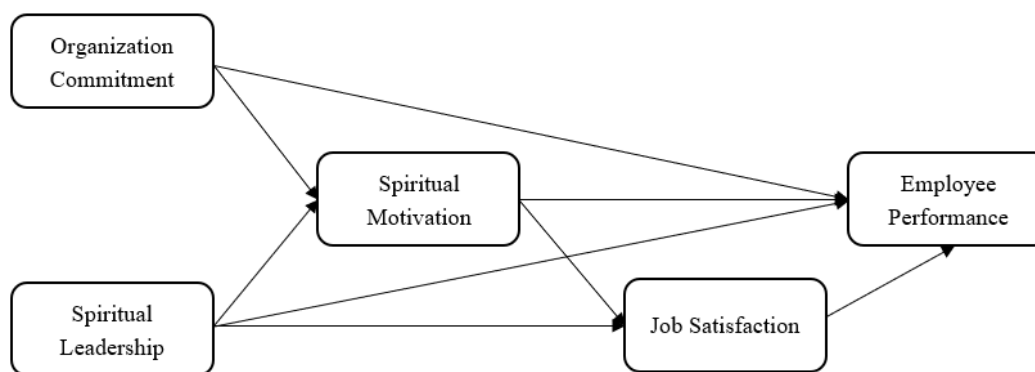 Organization
Commitment
Spiritual
Motivation
Employee
Performance
Spiritual
Leadership
Job Satisfaction